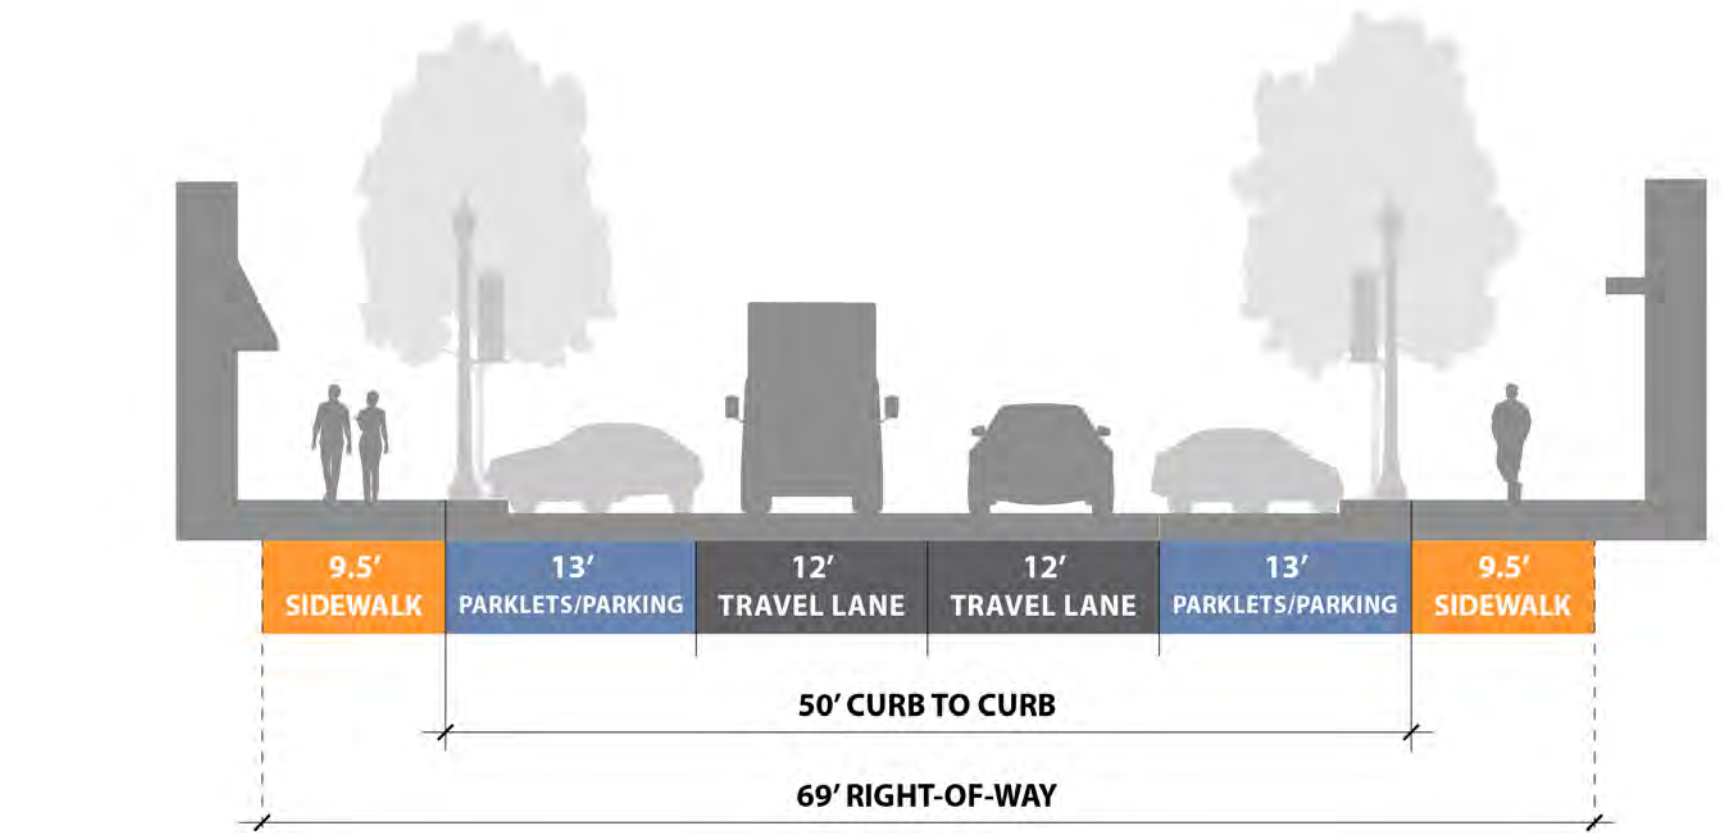 9.5’
SIDEWALK
13’
PARKLETS/PARKING
12’
TRAVEL LANE
12’
TRAVEL LANE
13’
PARKLETS/PARKING
9.5’
SIDEWALK
50’ CURB TO CURB
69’ RIGHT-OF-WAY